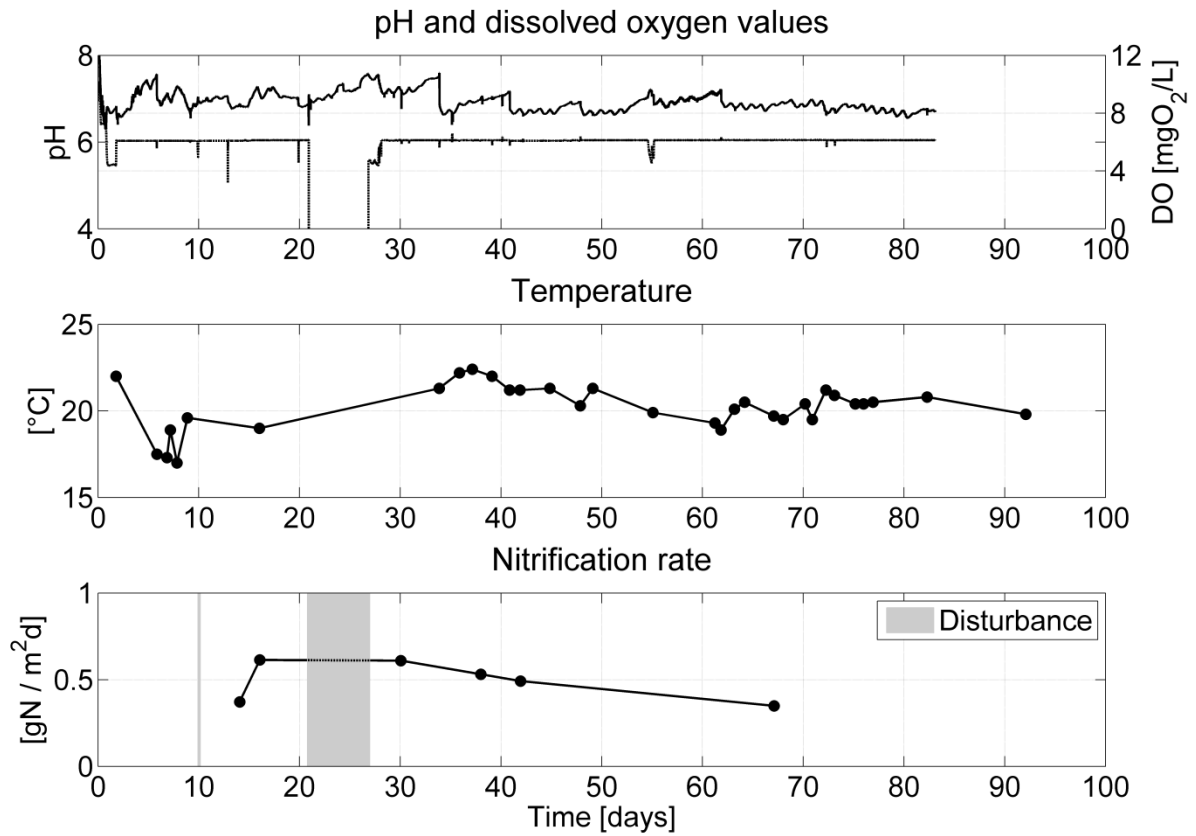 pH and dissolved oxygen values
8
6
4
pH
12
8
4
0
DO [mgO2/L]
0 10 20 30 40 50 60 70 80 90 100
Temperature
25
20
15
[°C]
0 10 20 30 40 50 60 70 80 90 100
Nitrification rate
1
0.5
0
[gN / m²d]
Disturbance
0 10 20 30 40 50 60 70 80 90 100
Time [days]